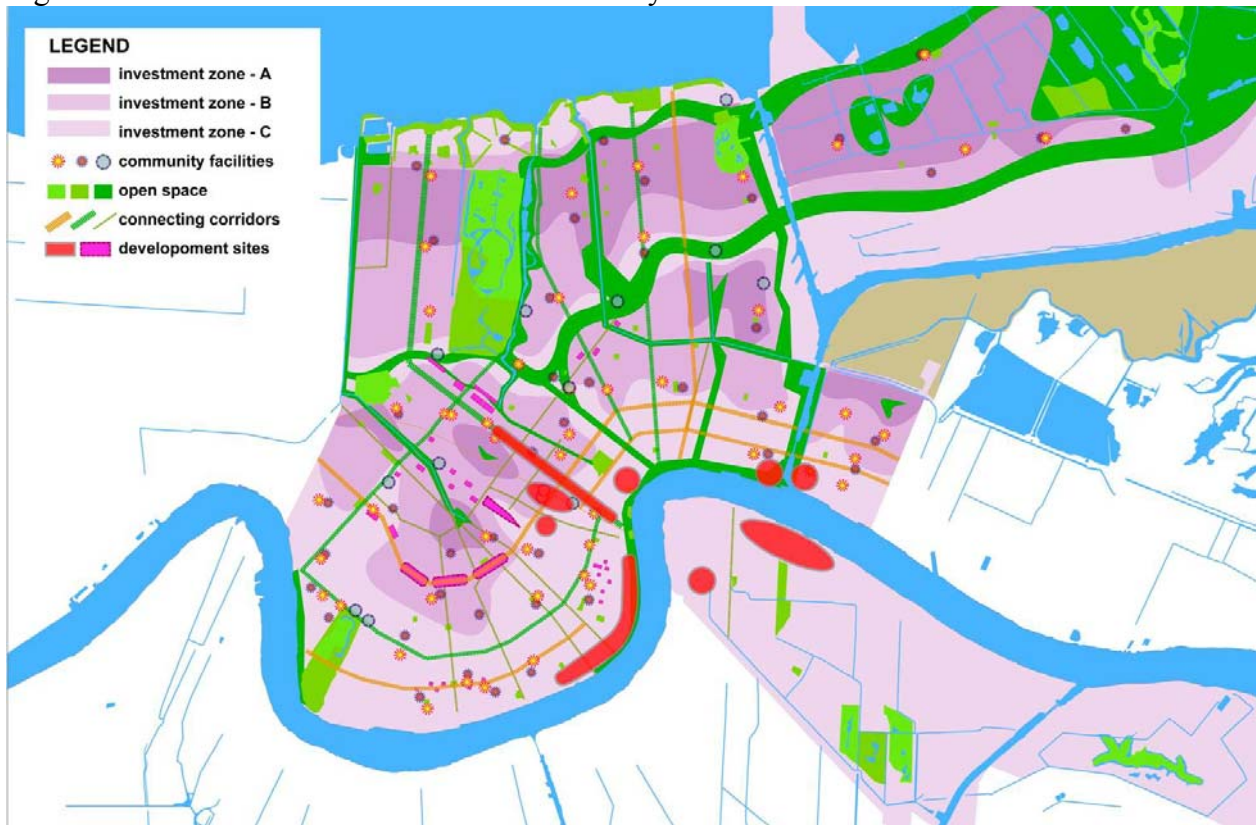 LEGEND
investment zone - A
investment zone - B
investment zone - C
community facilities
open space
connecting corridors
developoment sites